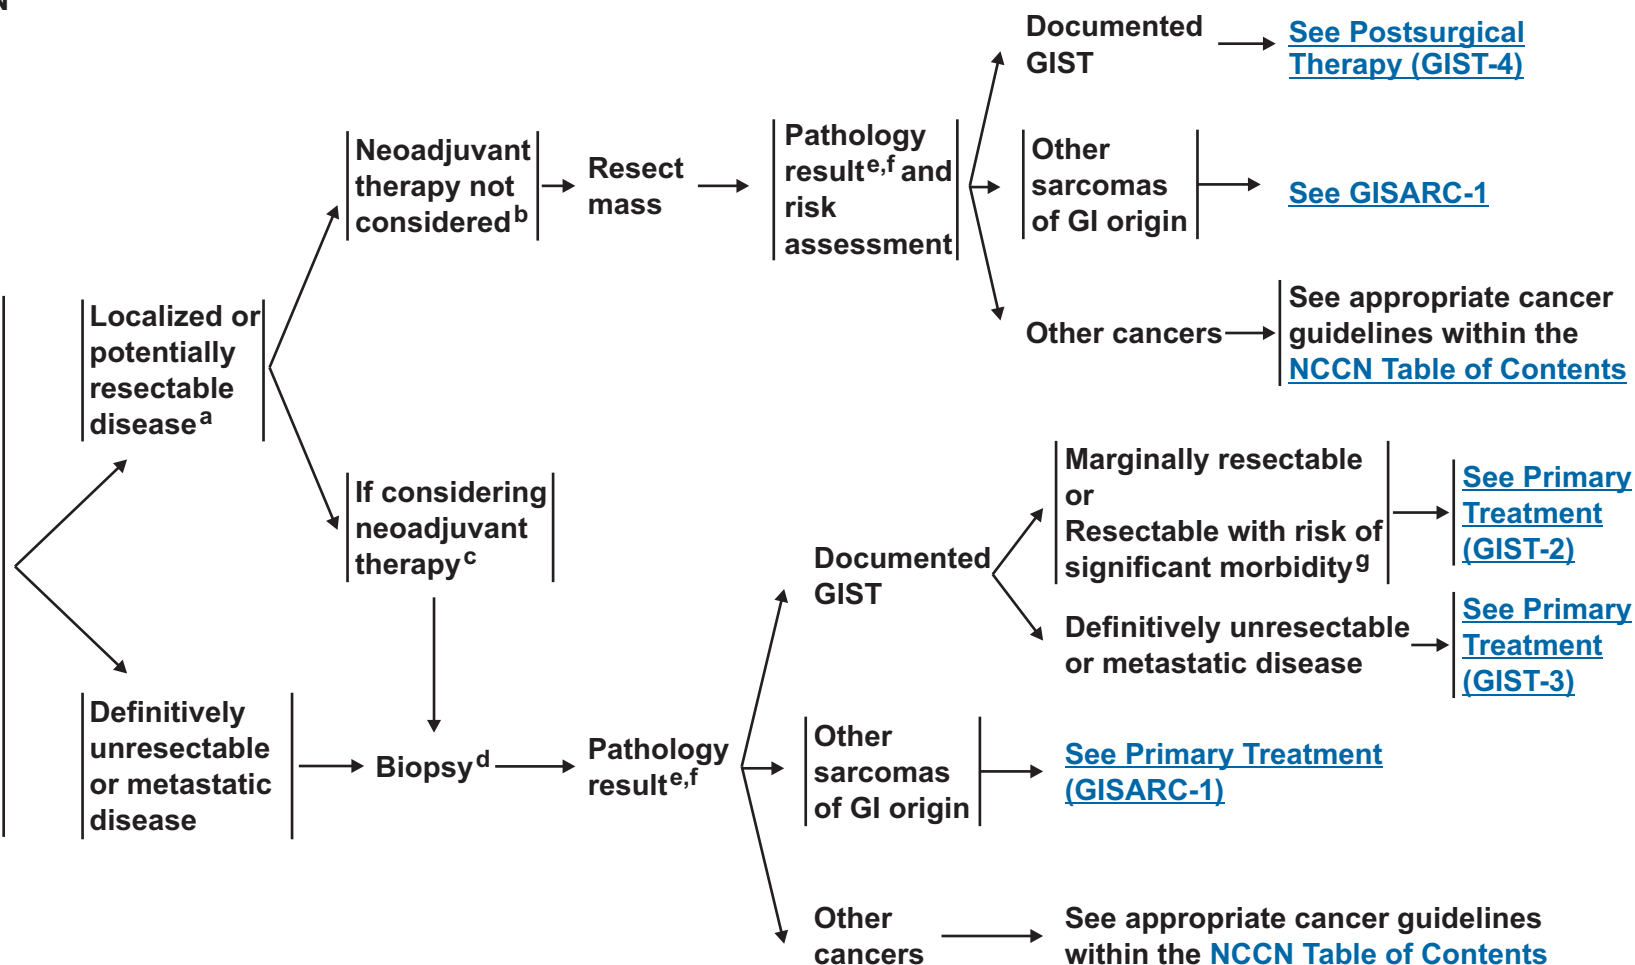 Localized or
potentially
resectable
disease a
Neoadjuvant
therapy not
considered b
Resect
mass
Pathology
result e,f and
risk
assessment
Documented
GIST
See Postsurgical
Therapy (GIST-4)
Other
sarcomas
of GI origin
See GISARC-1
Other cancers
See appropriate cancer
guidelines within the
NCCN Table of Contents
If considering
neoadjuvant
therapy c
Definitively
unresectable
or metastatic
disease
Biopsy d
Pathology
result e,f
Documented
GIST
Marginally resectable
or
Resectable with risk of
significant morbidity g
See Primary
Treatment
(GIST-2)
Definitively unresectable
or metastatic disease
See Primary
Treatment
(GIST-3)
Other
sarcomas
of GI origin
See Primary Treatment
(GISARC-1)
Other
cancers
See appropriate cancer guidelines
within the NCCN Table of Contents